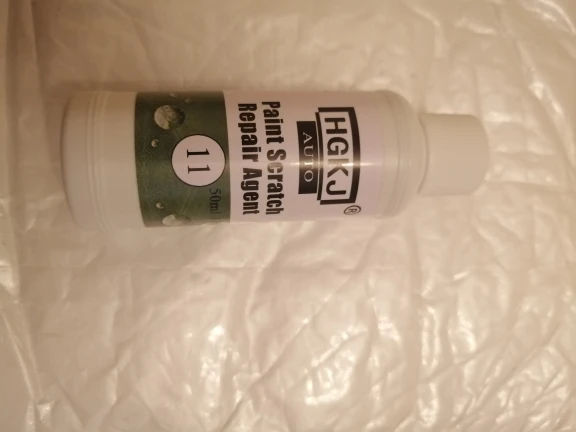 HGKJ
AUTO
®
Paint Scratch
Repair Agent
11
50ml